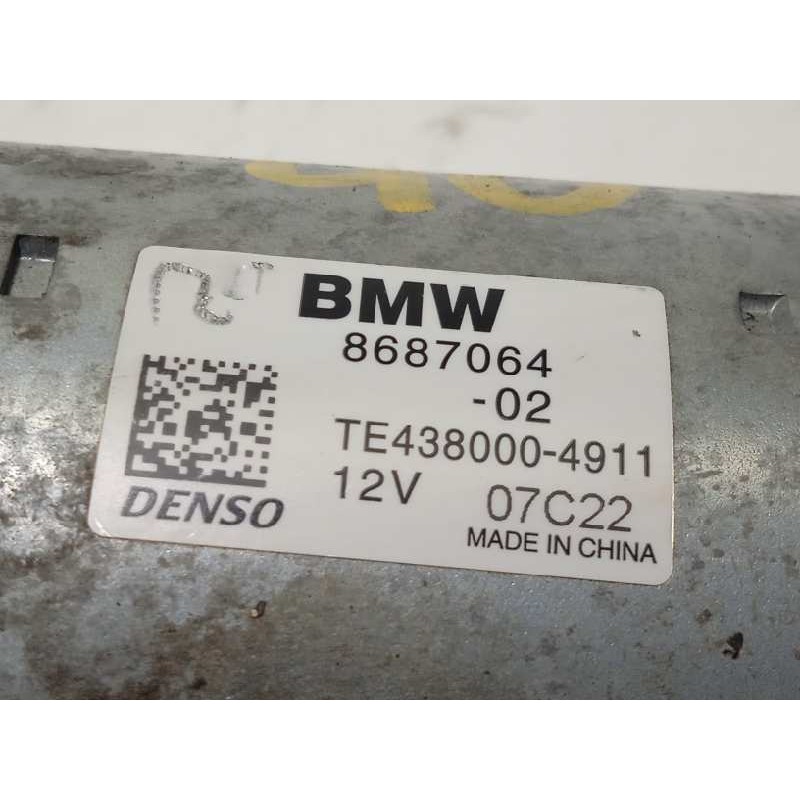 BMW
8687064
-02
TE438000-4911
12V 07C22
DENSO
MADE IN CHINA